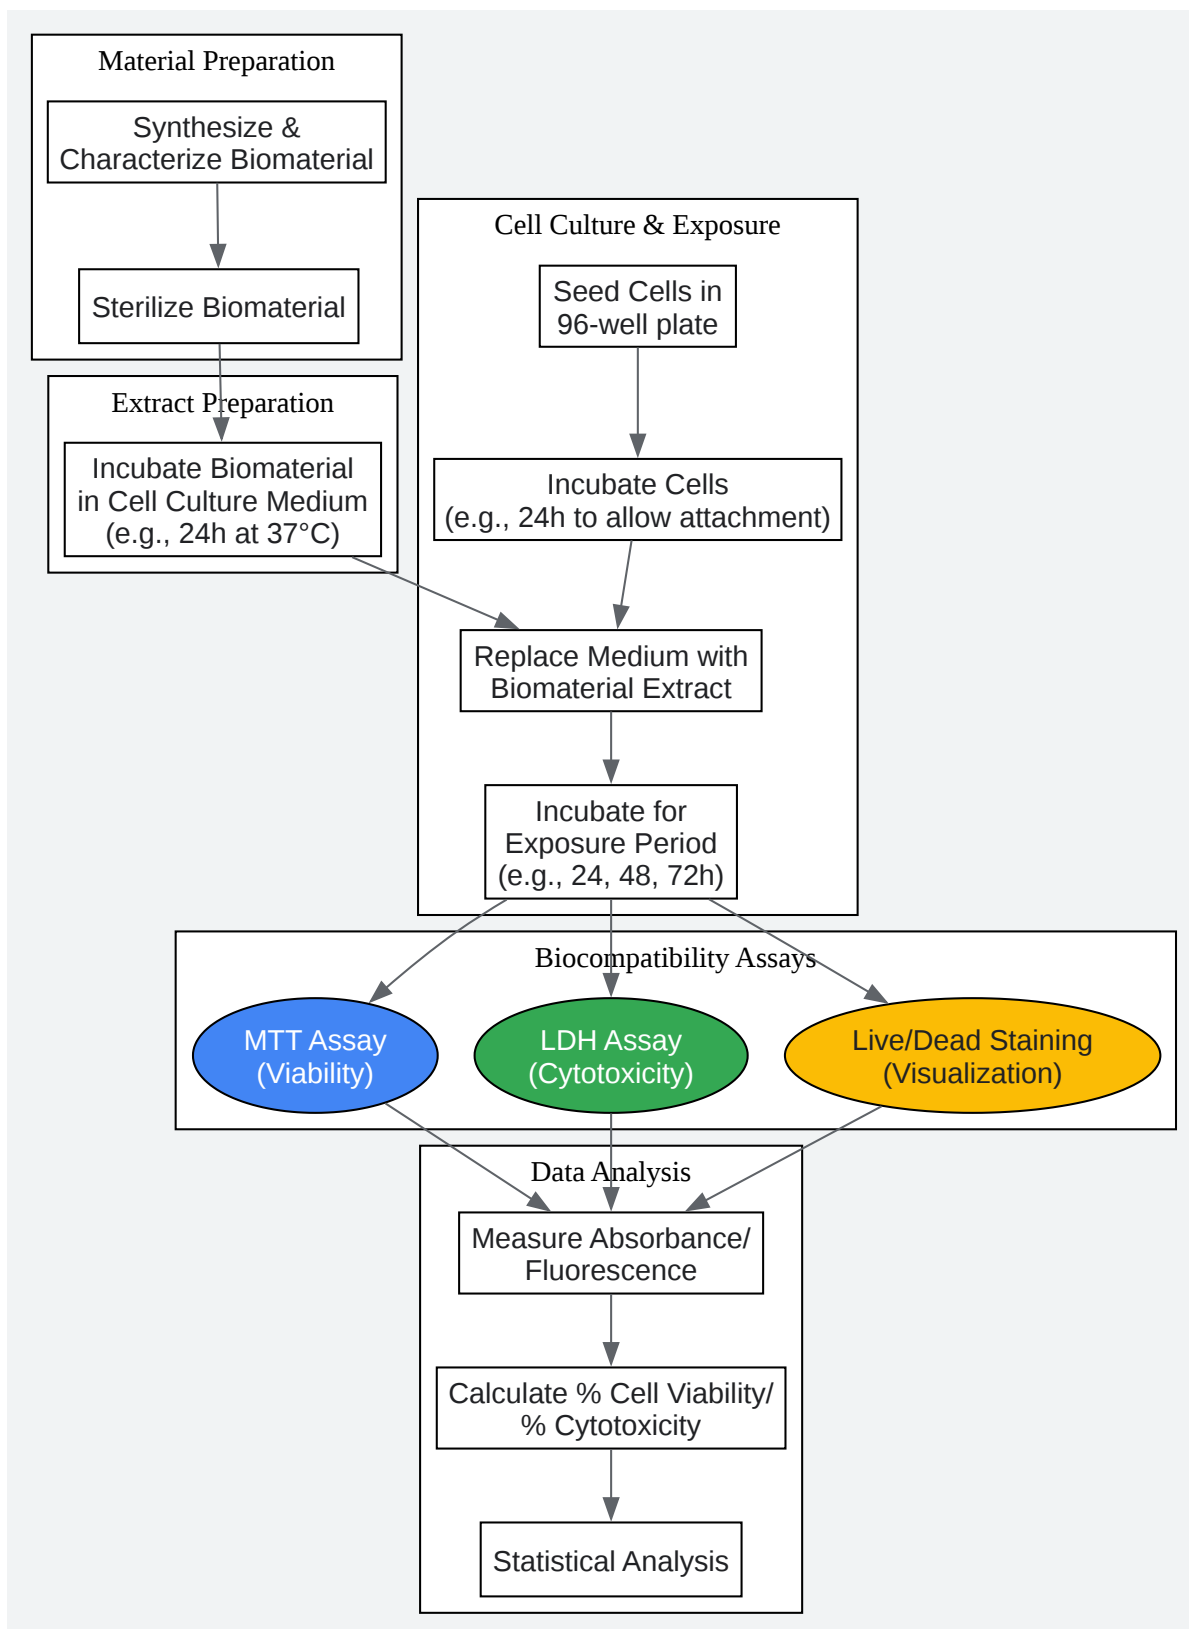 Material Preparation
Synthesize &
Characterize Biomaterial
Sterilize Biomaterial
Extract Preparation
Incubate Biomaterial
in Cell Culture Medium
(e.g., 24h at 37°C)
Cell Culture & Exposure
Seed Cells in
96-well plate
Incubate Cells
(e.g., 24h to allow attachment)
Replace Medium with
Biomaterial Extract
Incubate for
Exposure Period
(e.g., 24, 48, 72h)
Biocompatibility Assays
MTT Assay
(Viability)
LDH Assay
(Cytotoxicity)
Live/Dead Staining
(Visualization)
Data Analysis
Measure Absorbance/
Fluorescence
Calculate % Cell Viability/
% Cytotoxicity
Statistical Analysis